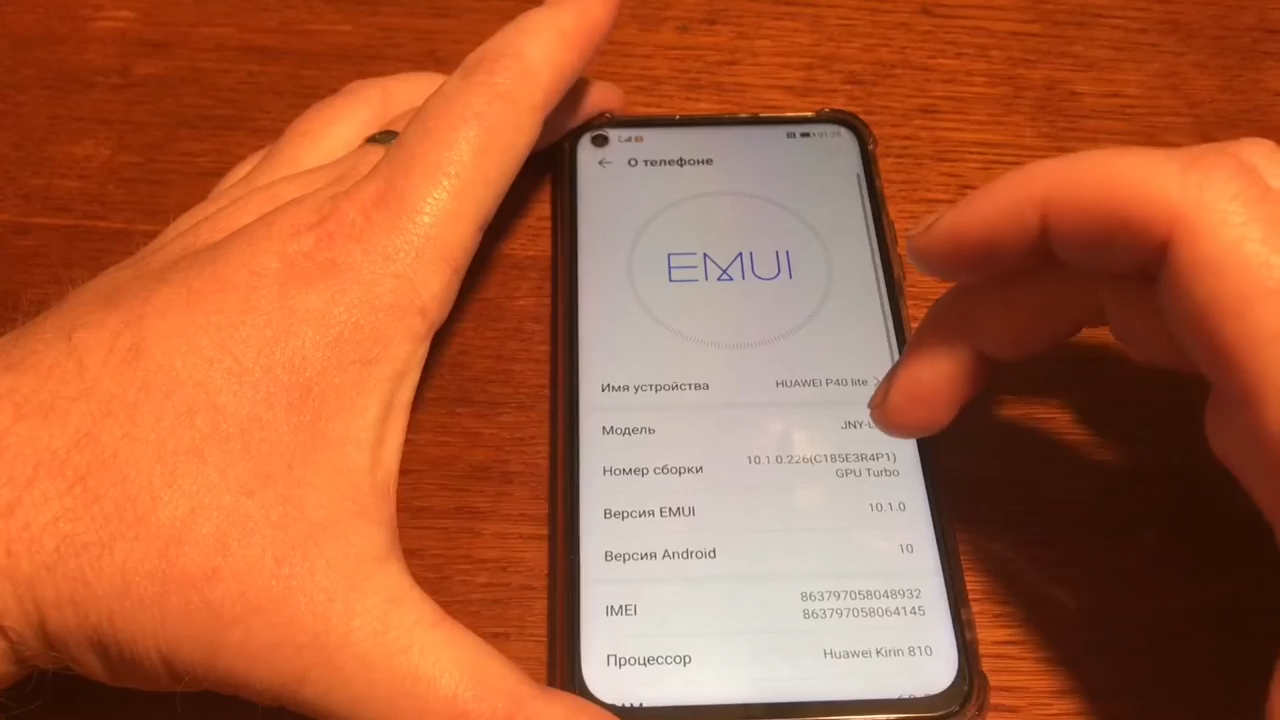 О телефоне
EMUI
Имя устройства HUAWEI P40 lite
Модель
Номер сборки 10.1.0.226(C185E3R4P1)
GPU Turbo
Версия EMUI 10.1.0
Версия Android 10
IMEI 863797058048932
863797058064145
Процессор Huawei Kirin 810